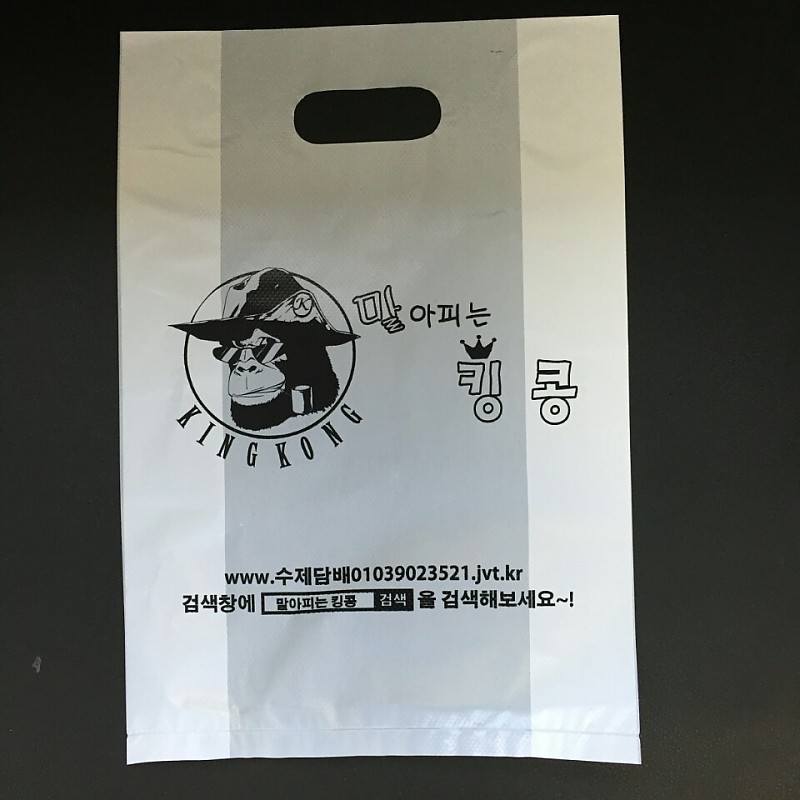 말아피는
킹콩
K
KING KONG
www.수제담배01039023521.jvt.kr
검색창에 말아피는 킹콩 검색 을 검색해보세요~!